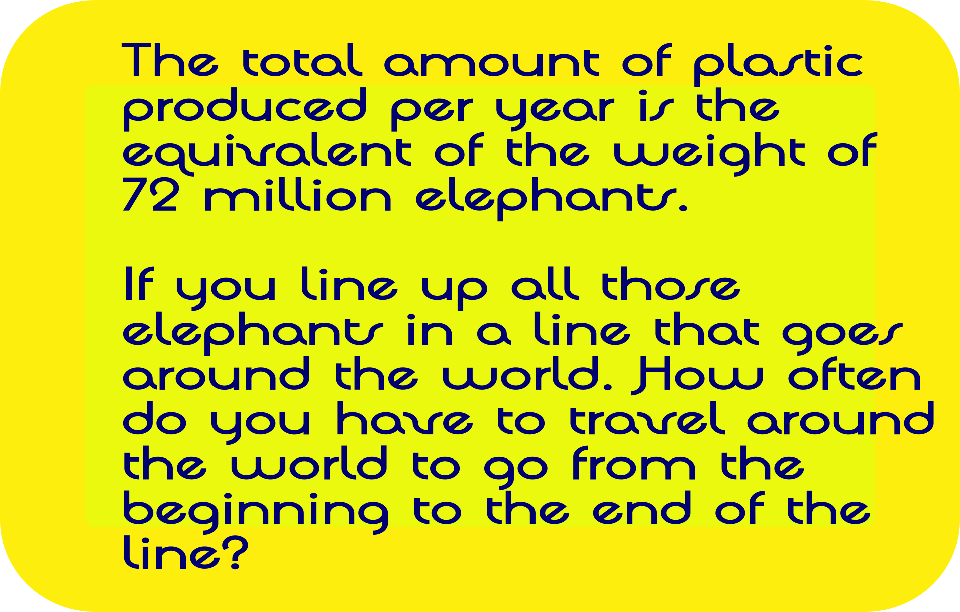 The total amount of plastic
produced per year is the
equivalent of the weight of
72 million elephants.
If you line up all those
elephants in a line that goes
around the world. How often
do you have to travel around
the world to go from the
beginning to the end of the
line?